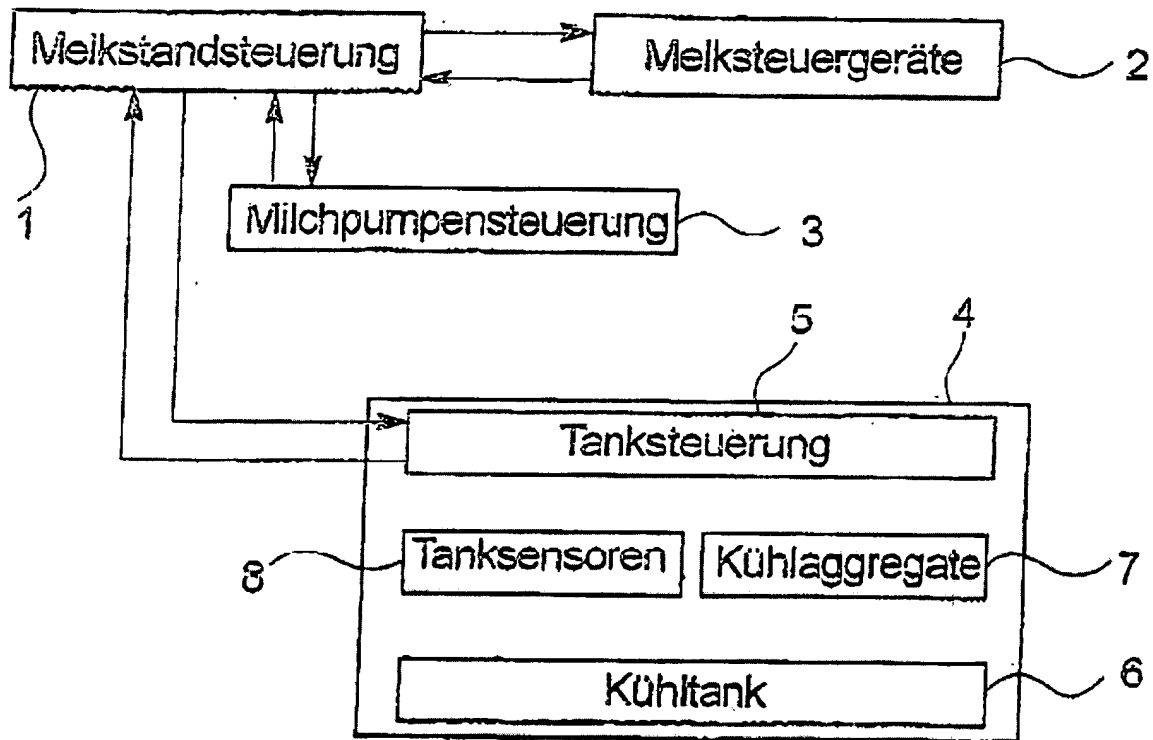 Melkstandsteuerung
Melksteuergeräte
2
1
Milchpumpensteuerung
3
5
4
Tanksteuerung
8
Tanksensoren
Kühlaggregate
7
Kühltank
6